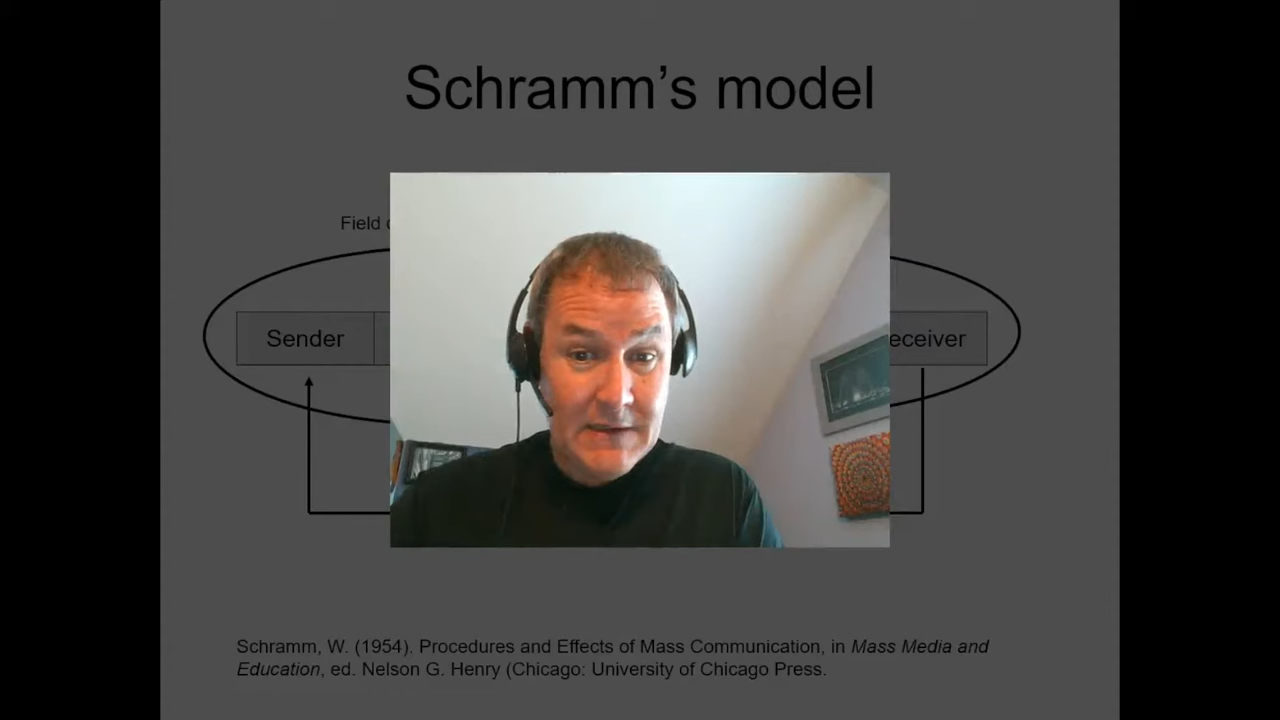 Schramm's model
Field
Sender
eceiver
Schramm, W. (1954). Procedures and Effects of Mass Communication, in Mass Media and
Education, ed. Nelson G. Henry (Chicago: University of Chicago Press.